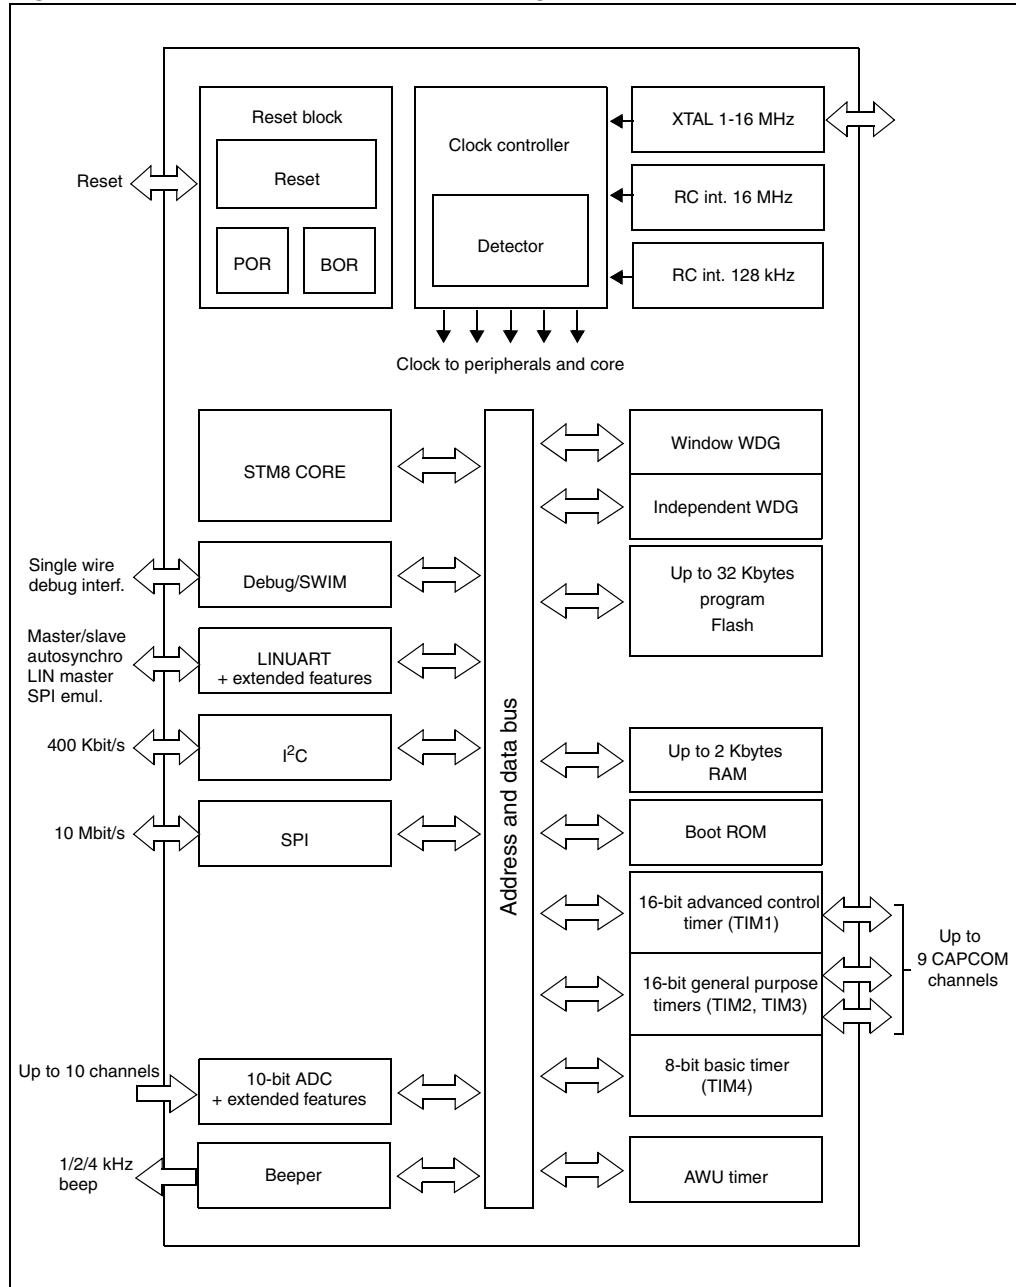 Reset block
Reset
POR
BOR
Reset
Clock controller
Detector
XTAL 1-16 MHz
RC int. 16 MHz
RC int. 128 kHz
Clock to peripherals and core
STM8 CORE
Window WDG
Independent WDG
Single wire
debug interf.
Debug/SWIM
Up to 32 Kbytes
program
Flash
Master/slave
autosynchro
LIN master
SPI emul.
LINUART
+ extended features
400 Kbit/s
I²C
10 Mbit/s
SPI
Address and data bus
Up to 2 Kbytes
RAM
Boot ROM
16-bit advanced control
timer (TIM1)
16-bit general purpose
timers (TIM2, TIM3)
8-bit basic timer
(TIM4)
Up to
9 CAPCOM
channels
Up to 10 channels
10-bit ADC
+ extended features
1/2/4 kHz
beep
Beeper
AWU timer